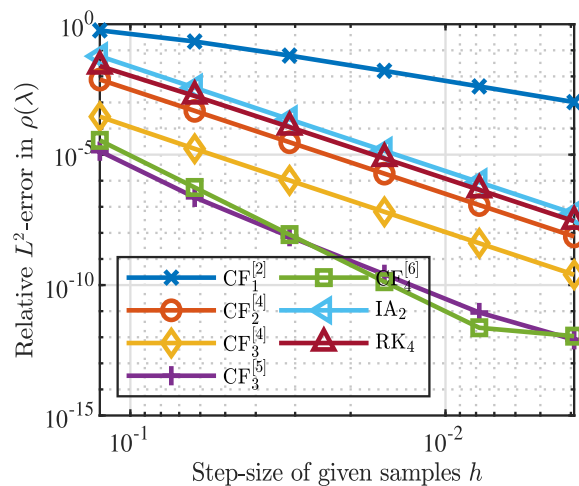 10^0
10^-5
10^-10
10^-15
Relative L^2-error in ρ(λ)
CF_1^[2]
CF_4^[6]
CF_2^[4]
IA_2
CF_3^[4]
RK_4
CF_3^[5]
10^-1
10^-2
Step-size of given samples h